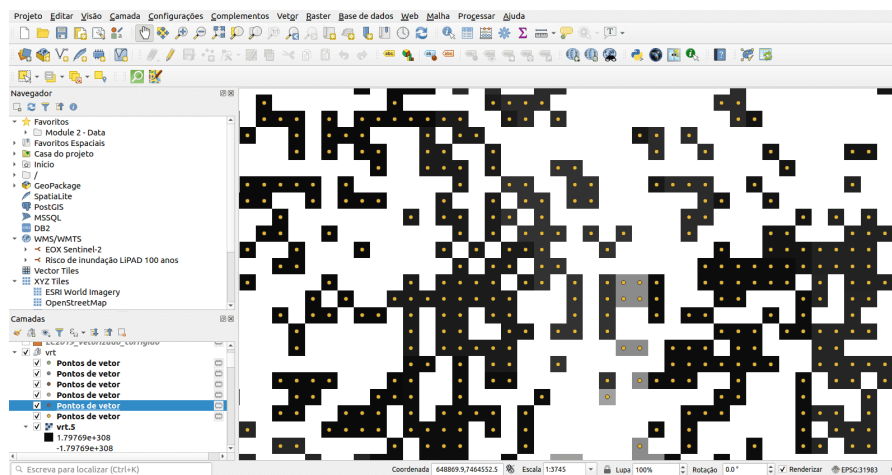 Projeto Editar Visão Camada Configurações Complementos Vetor Raster Base de dados Web Malha Processar Ajuda
Navegador
Favoritos
Module 2 - Data
Favoritos Espaciais
Casa do projeto
Início
/
GeoPackage
SpatiaLite
PostGIS
MSSQL
DB2
WMS/WMTS
EOX Sentinel-2
Risco de inundação LiPAD 100 anos
Vector Tiles
XYZ Tiles
ESRI World Imagery
OpenStreetMap
Camadas
EC2019_vetorizado_corrigido
vrt
Pontos de vetor
Pontos de vetor
Pontos de vetor
Pontos de vetor
Pontos de vetor
Pontos de vetor
vrt.5
1.79769e+308
-1.79769e+308
Escreva para localizar (Ctrl+K) Coordenada 648869.9,7464552.5 Escala 1:3745 Lupa 100% Rotação 0.0° Renderizar EPSG:31983